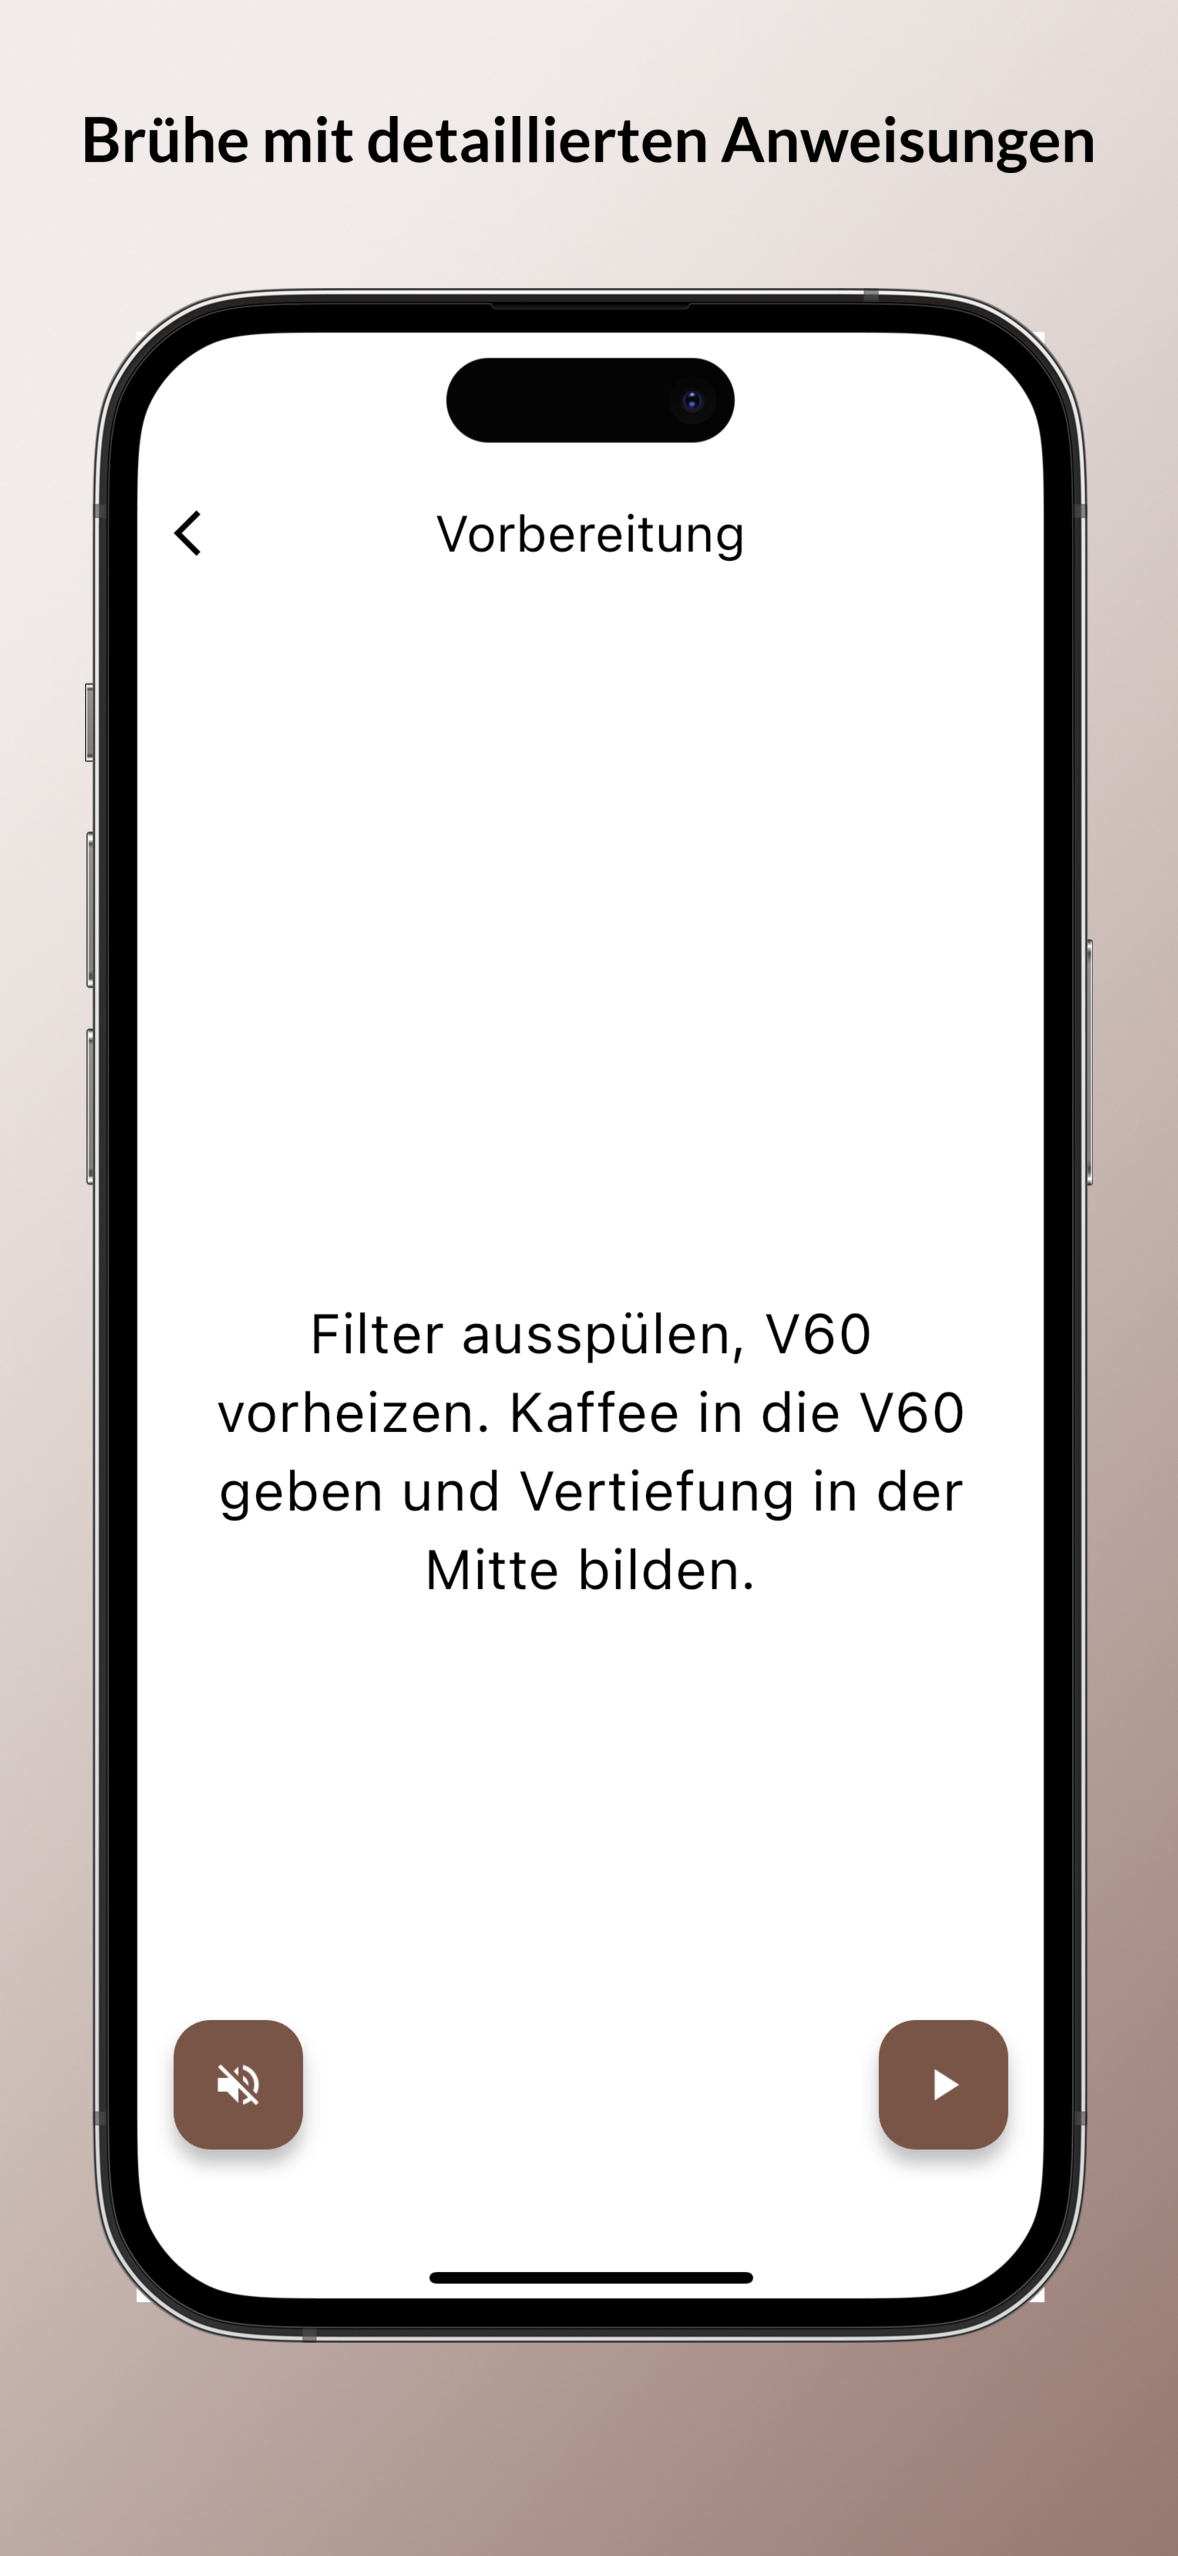 Brühe mit detaillierten Anweisungen
Vorbereitung
Filter ausspülen, V60
vorheizen. Kaffee in die V60
geben und Vertiefung in der
Mitte bilden.